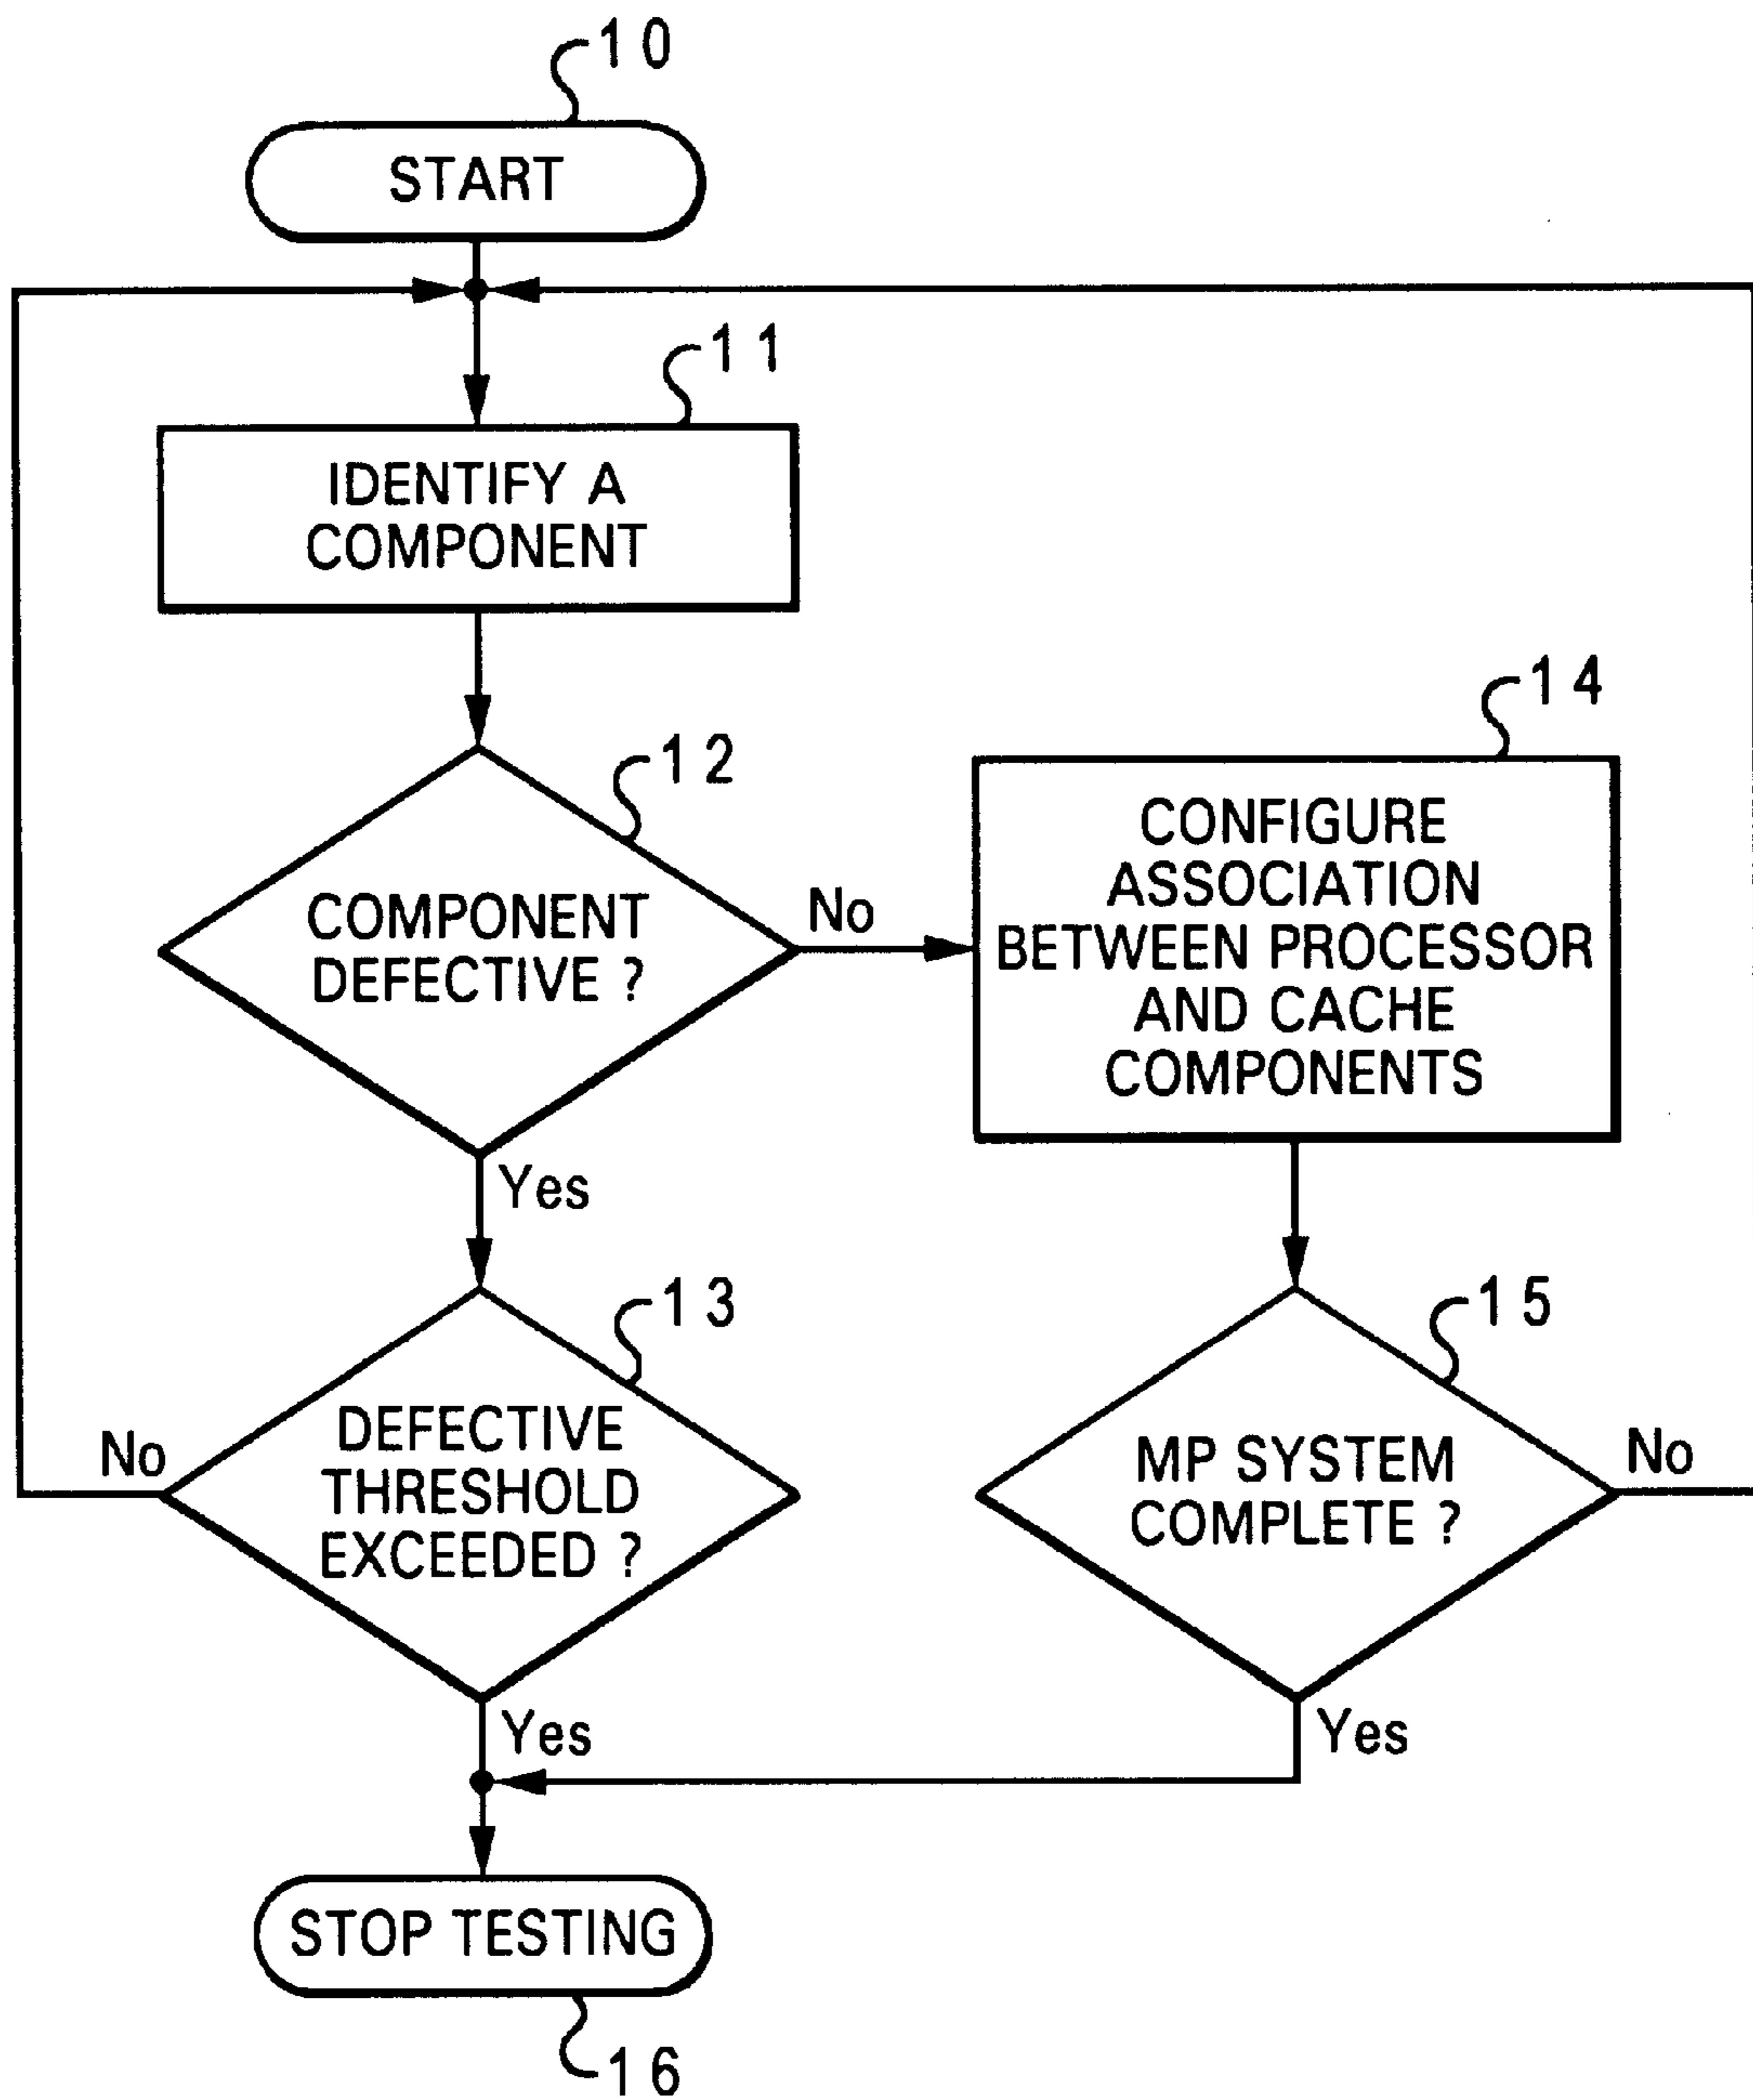 10
START
11
IDENTIFY A
COMPONENT
12
COMPONENT
DEFECTIVE ?
No
Yes
14
CONFIGURE
ASSOCIATION
BETWEEN PROCESSOR
AND CACHE
COMPONENTS
13
DEFECTIVE
THRESHOLD
EXCEEDED ?
No
Yes
15
MP SYSTEM
COMPLETE ?
No
Yes
STOP TESTING
16